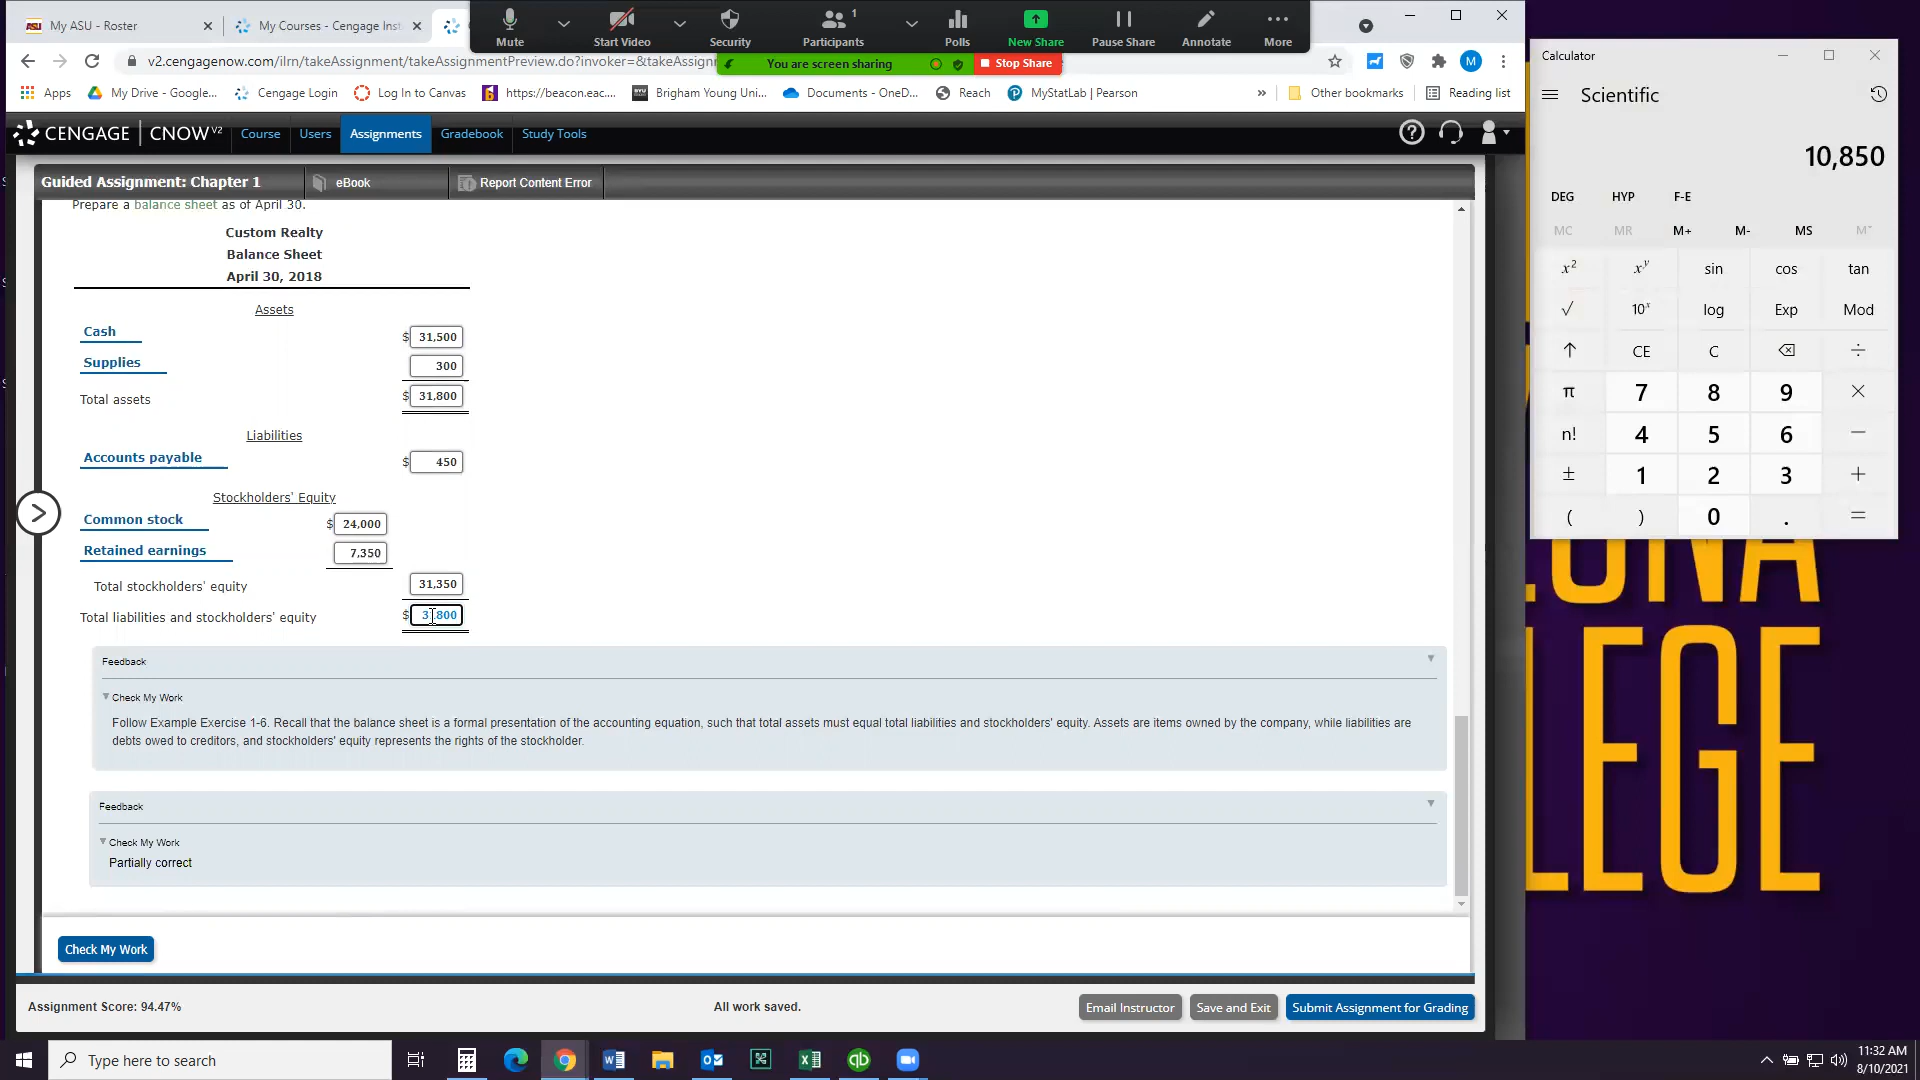 My ASU - Roster
My Courses - Cengage Inst
Mute
Start Video
Security
Participants
1
Polls
New Share
Pause Share
Annotate
More
v2.cengagenow.com/ilrn/takeAssignment/takeAssignmentPreview.do?invoker=&takeAssignr
You are screen sharing
Stop Share
M
Apps
My Drive - Google...
Cengage Login
Log In to Canvas
https://beacon.eac....
Brigham Young Uni...
Documents - OneD...
Reach
MyStatLab | Pearson
»
Other bookmarks
Reading list
CENGAGE | CNOWV2
Course
Users
Assignments
Gradebook
Study Tools
Guided Assignment: Chapter 1
eBook
Report Content Error
Prepare a balance sheet as of April 30.
Custom Realty
Balance Sheet
April 30, 2018
Assets
Cash $ 31,500
Supplies 300
Total assets $ 31,800
Liabilities
Accounts payable $ 450
Stockholders' Equity
Common stock $ 24,000
Retained earnings 7,350
Total stockholders' equity 31,350
Total liabilities and stockholders' equity $
Feedback
Check My Work
Follow Example Exercise 1-6. Recall that the balance sheet is a formal presentation of the accounting equation, such that total assets must equal total liabilities and stockholders' equity. Assets are items owned by the company, while liabilities are
debts owed to creditors, and stockholders' equity represents the rights of the stockholder.
Feedback
Check My Work
Partially correct
Check My Work
Assignment Score: 94.47%
All work saved.
Email Instructor
Save and Exit
Submit Assignment for Grading
Type here to search
11:32 AM
8/10/2021
Calculator
Scientific
10,850
DEG HYP F-E
MC MR M+ M- MS M˅
x² xʸ sin cos tan
√ 10ˣ log Exp Mod
↑ CE C ⌫ ÷
π 7 8 9 ×
n! 4 5 6 −
± 1 2 3 +
( ) 0 . =
LEGE